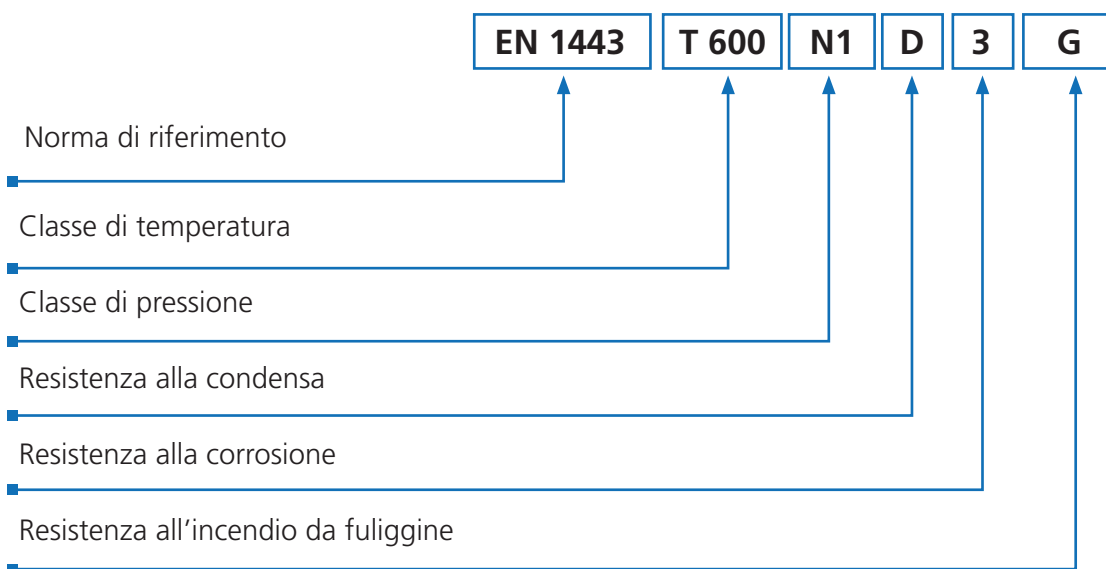 EN 1443 T 600 N1 D 3 G
Norma di riferimento
Classe di temperatura
Classe di pressione
Resistenza alla condensa
Resistenza alla corrosione
Resistenza all’incendio da fuliggine